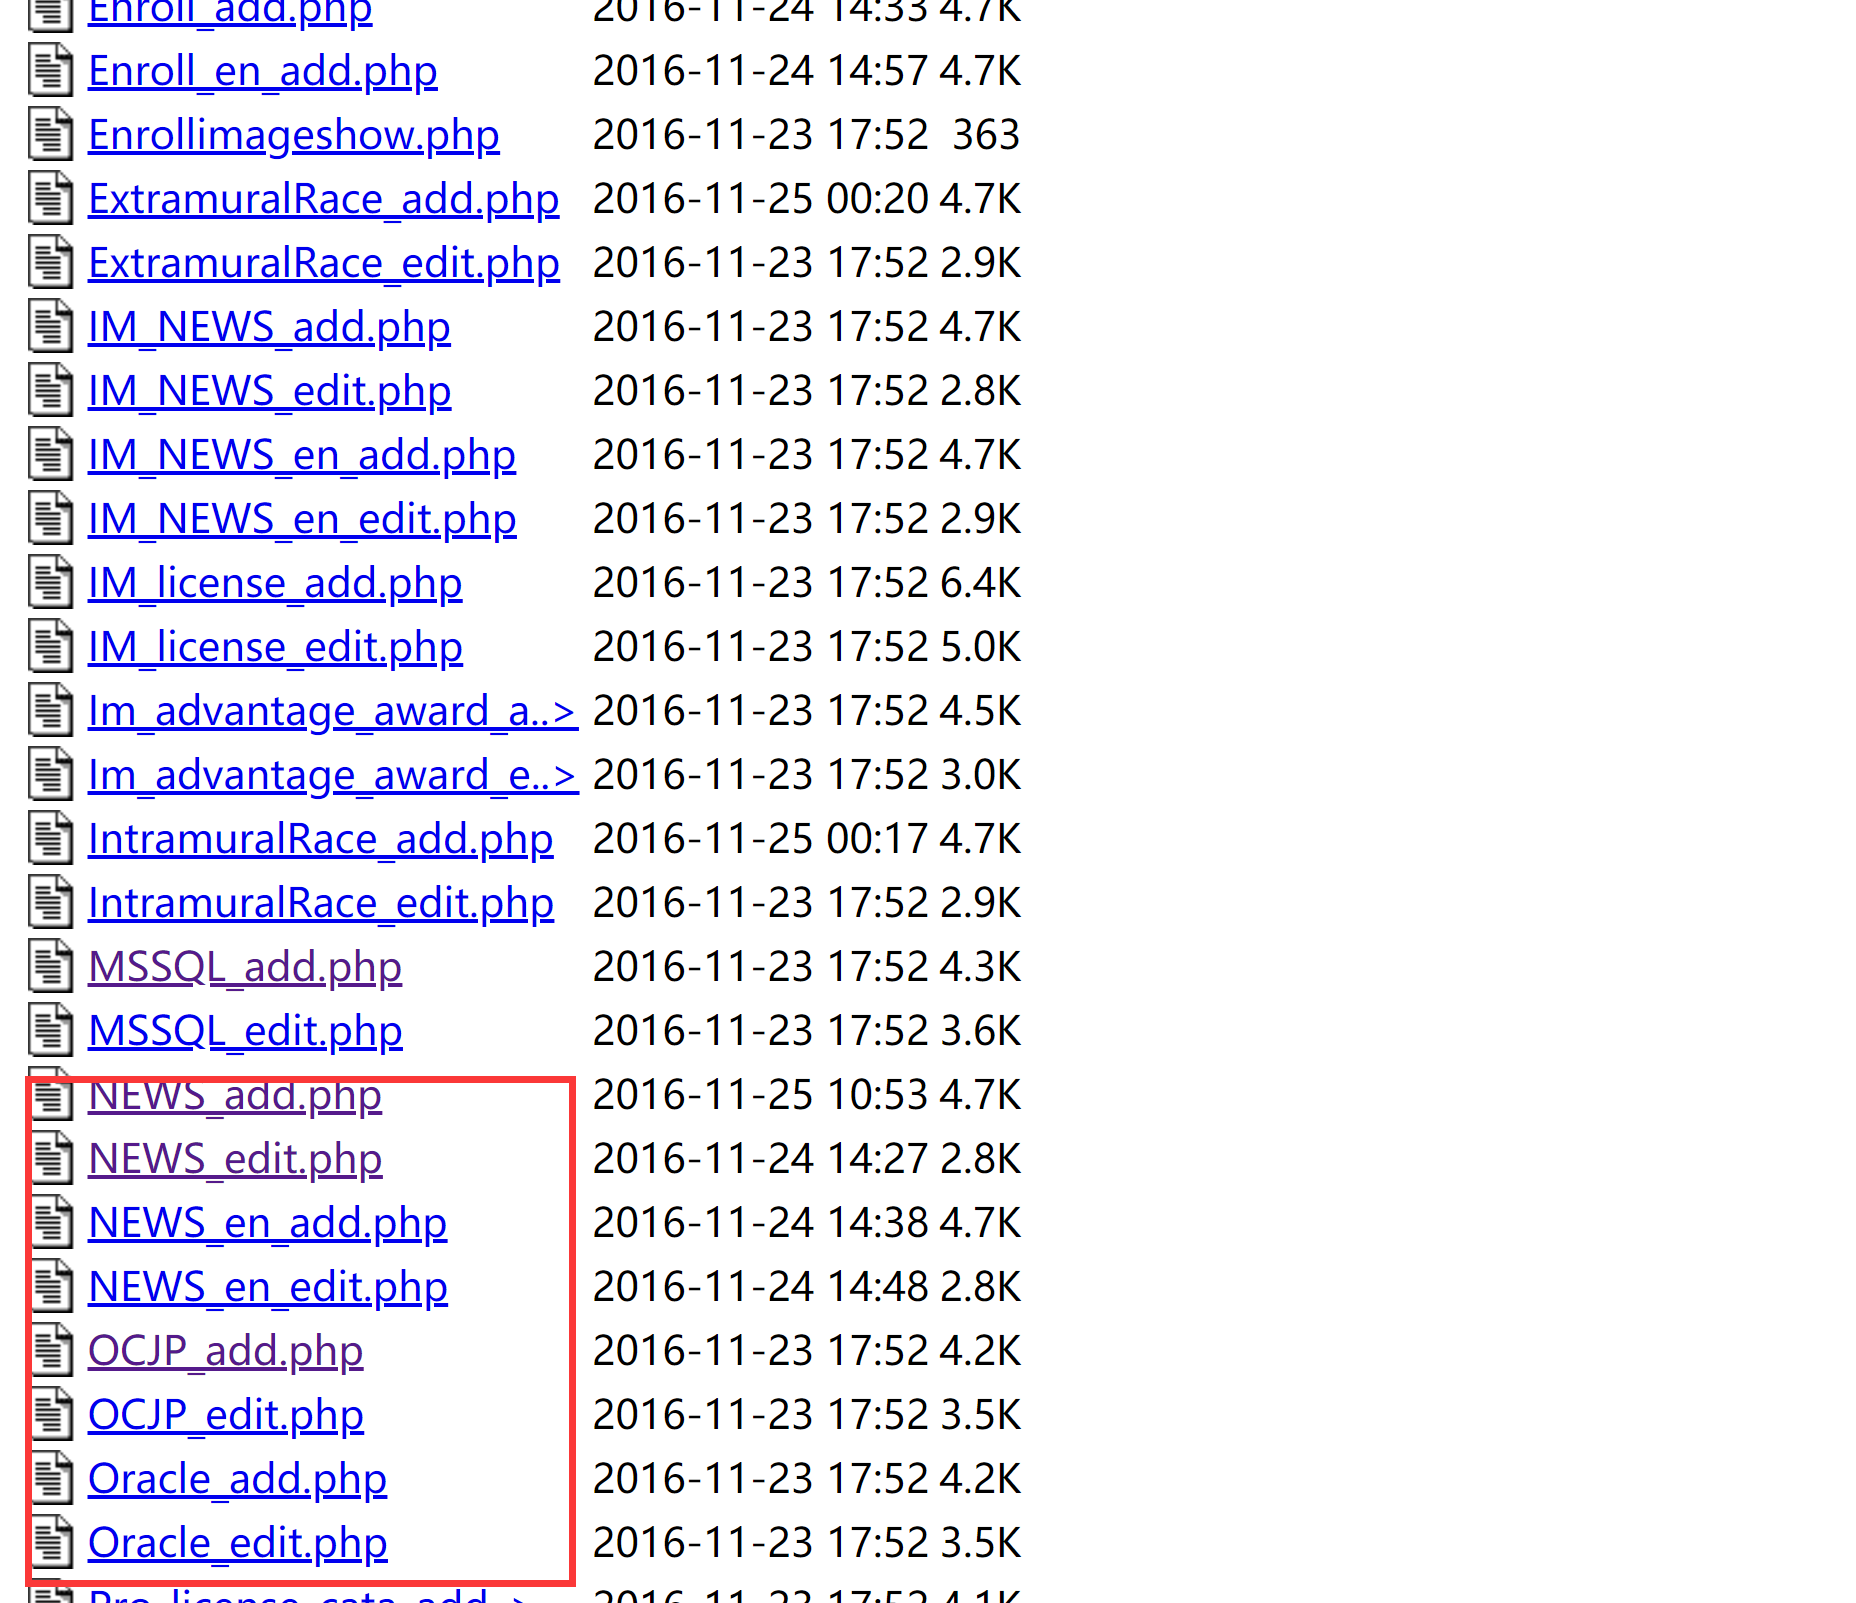 Enroll_add.php 2016-11-24 14:33 4.7K
Enroll_en_add.php 2016-11-24 14:57 4.7K
Enrollimageshow.php 2016-11-23 17:52 363
ExtramuralRace_add.php 2016-11-25 00:20 4.7K
ExtramuralRace_edit.php 2016-11-23 17:52 2.9K
IM_NEWS_add.php 2016-11-23 17:52 4.7K
IM_NEWS_edit.php 2016-11-23 17:52 2.8K
IM_NEWS_en_add.php 2016-11-23 17:52 4.7K
IM_NEWS_en_edit.php 2016-11-23 17:52 2.9K
IM_license_add.php 2016-11-23 17:52 6.4K
IM_license_edit.php 2016-11-23 17:52 5.0K
Im_advantage_award_a..> 2016-11-23 17:52 4.5K
Im_advantage_award_e..> 2016-11-23 17:52 3.0K
IntramuralRace_add.php 2016-11-25 00:17 4.7K
IntramuralRace_edit.php 2016-11-23 17:52 2.9K
MSSQL_add.php 2016-11-23 17:52 4.3K
MSSQL_edit.php 2016-11-23 17:52 3.6K
NEWS_add.php 2016-11-25 10:53 4.7K
NEWS_edit.php 2016-11-24 14:27 2.8K
NEWS_en_add.php 2016-11-24 14:38 4.7K
NEWS_en_edit.php 2016-11-24 14:48 2.8K
OCJP_add.php 2016-11-23 17:52 4.2K
OCJP_edit.php 2016-11-23 17:52 3.5K
Oracle_add.php 2016-11-23 17:52 4.2K
Oracle_edit.php 2016-11-23 17:52 3.5K
Pro_license_cata_add..> 2016-11-23 17:52 4.1K